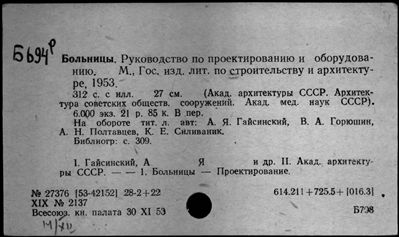 Бб94р
Больницы. Руководство по проектированию и оборудова-
нию. М., Гос. изд. лит. по строительству и архитекту-
ре, 1953.
312 с. с илл. 27 см. (Акад. архитектуры СССР. Архитек-
тура советских обществ. сооружений. Акад. мед. наук СССР).
6.000 экз. 21 р. 85 к. В пер.
На обороте тит. л. авт: А. Я. Гайсинский, В. А. Горюшин,
А. Н. Полтавцев, К. Е. Силиваник.
Библиогр: с. 309.
I. Гайсинский, А Я и др. II. Акад. архитекту-
ры СССР. — — 1. Больницы — Проектирование.
№ 27376 [53-42152] 28-2+22 614.211+725.5+[016.3]
XIX № 2137
Всесоюз. кн. палата 30 XI 53 Б798